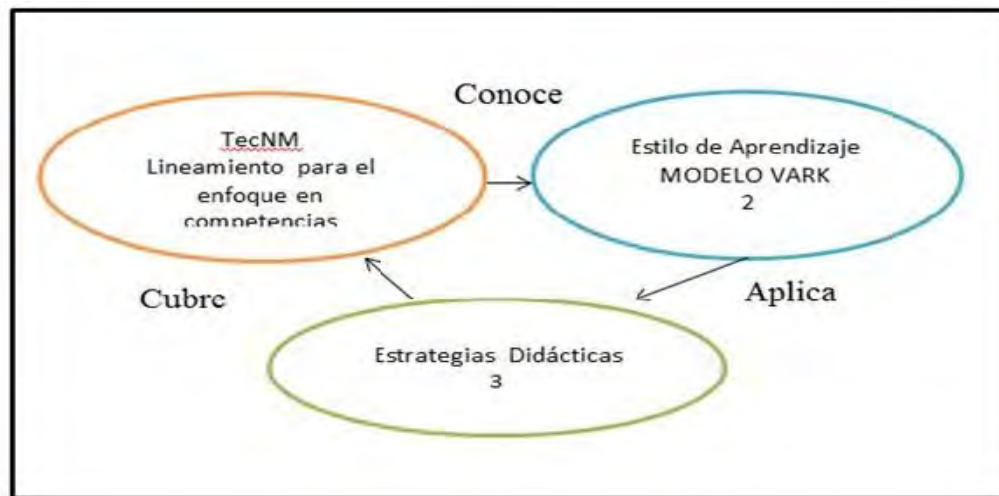 Conoce
TecNM
Lineamiento para el
enfoque en
competencias
Estilo de Aprendizaje
MODELO VARK
2
Cubre
Aplica
Estrategias Didácticas
3